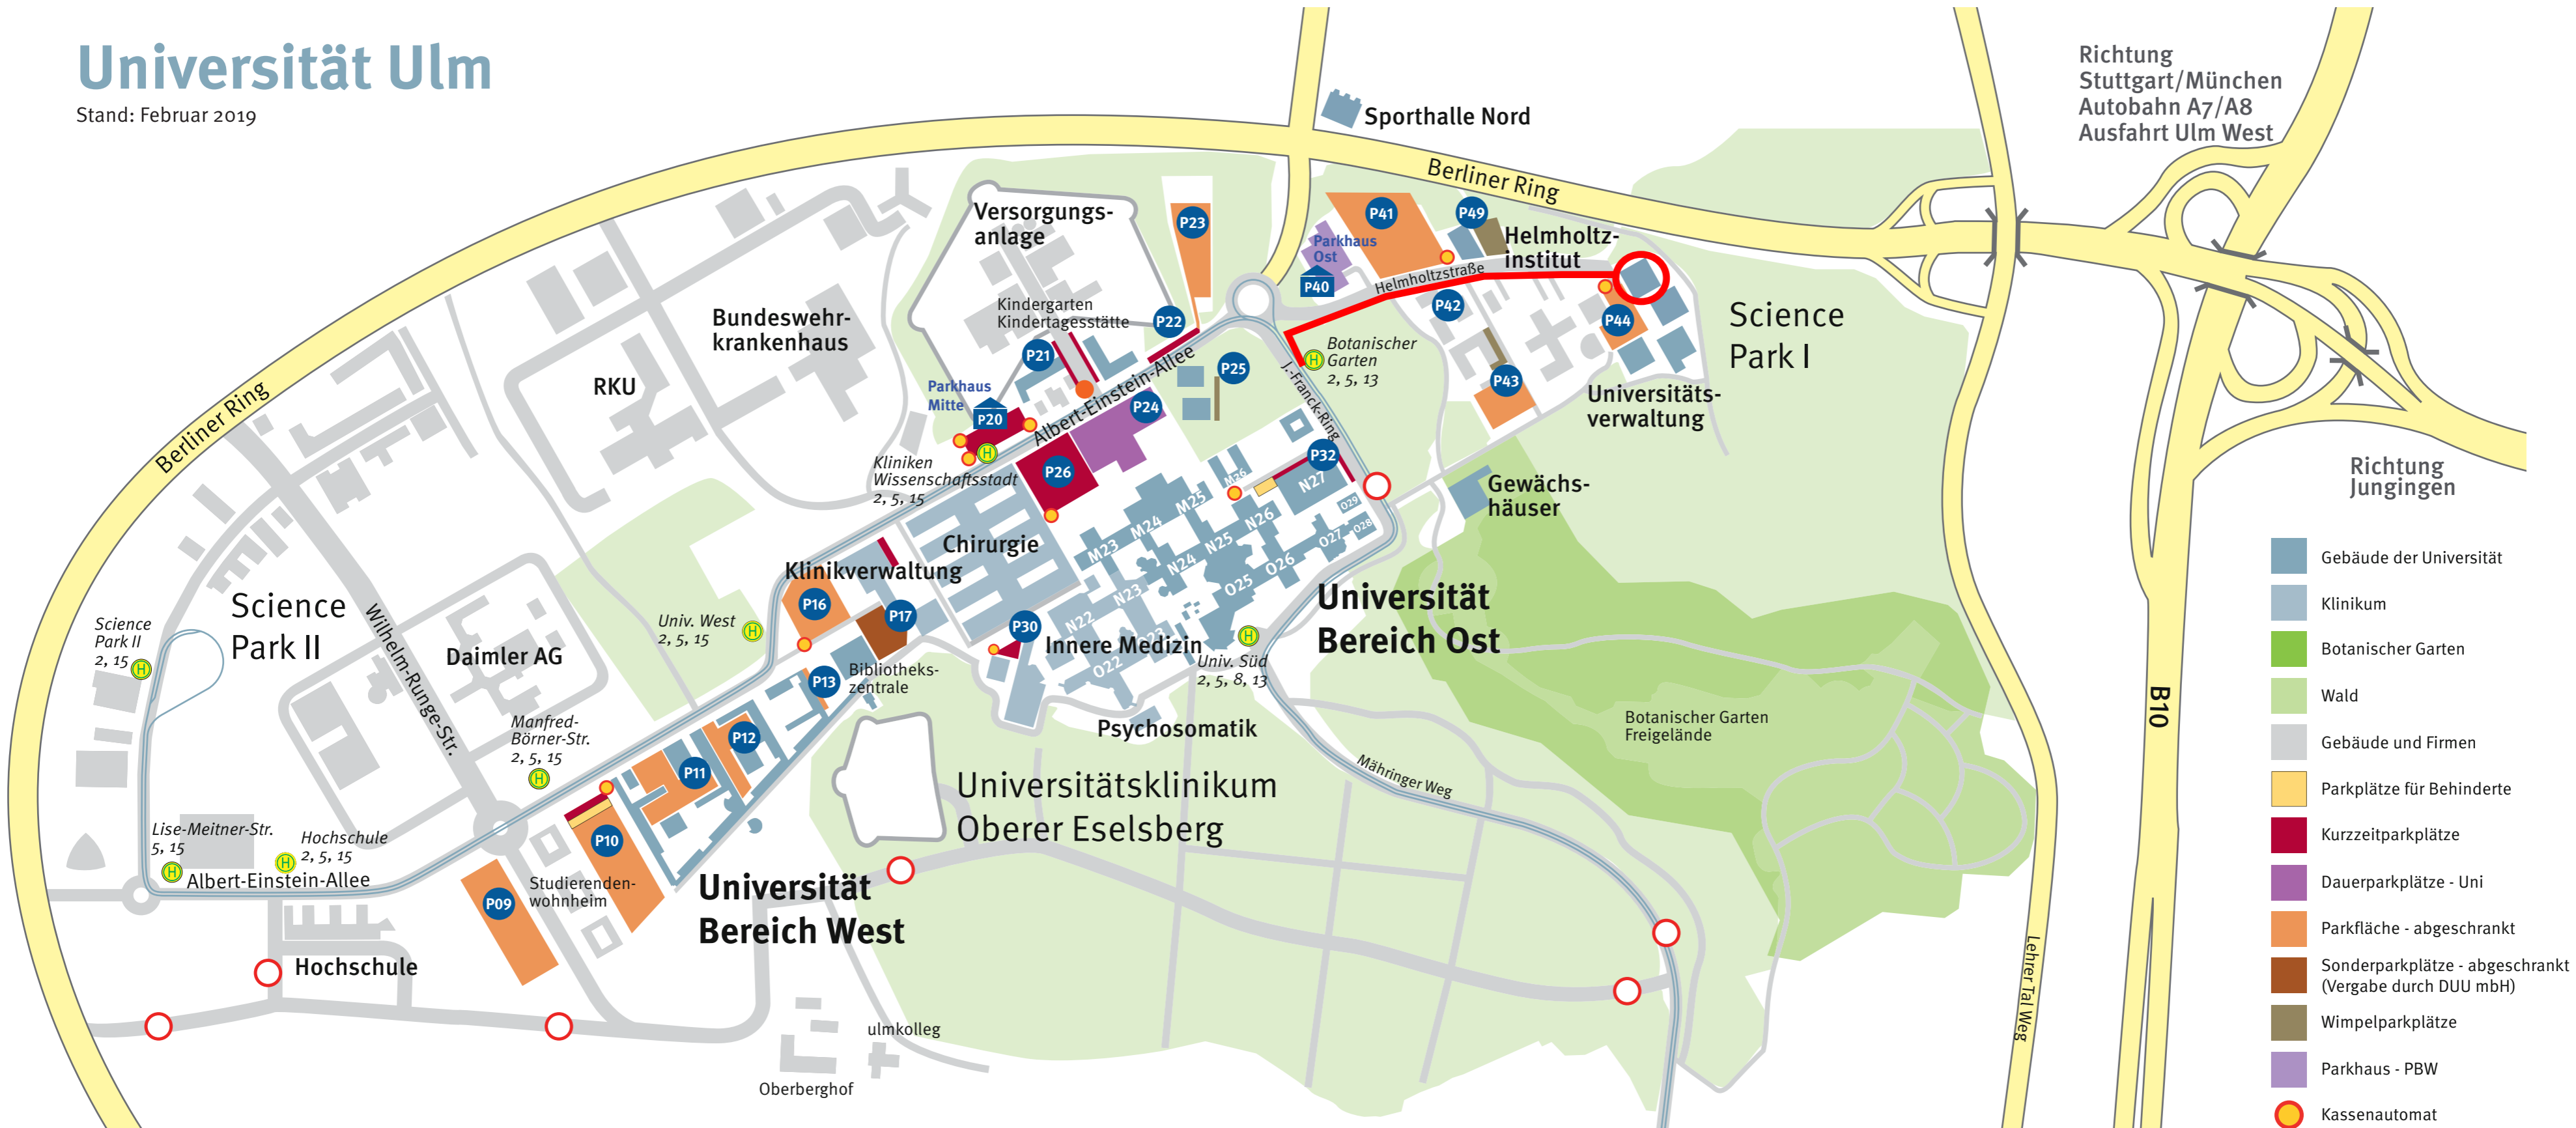 Universität Ulm
Stand: Februar 2019
Richtung
Stuttgart/München
Autobahn A7/A8
Ausfahrt Ulm West
Sporthalle Nord
Berliner Ring
Versorgungs-
anlage
P23
P41
P49
Parkhaus
Ost
P40
Helmholtz-
institut
Helmholtzstraße
P42
P44
Science
Park I
Kindergarten
Kindertagesstätte
P22
P21
Bundeswehr-
krankenhaus
RKU
Parkhaus
Mitte
P20
Albert-Einstein-Allee
P24
P25
J.-Franck-Ring
Botanischer
Garten
2, 5, 13
P43
Universitäts-
verwaltung
Berliner Ring
Kliniken
Wissenschaftsstadt
2, 5, 15
P26
P32
M26
N27
M25
M24
M23
N26
N25
N24
N23
N22
O29
O28
O27
O26
O25
O22
Gewächs-
häuser
Richtung
Jungingen
Chirurgie
Klinikverwaltung
P16
P17
P30
Innere Medizin
Univ. Süd
2, 5, 8, 13
Universität
Bereich Ost
Science
Park II
Science
Park II
2, 15
Wilhelm-Runge-Str.
Daimler AG
Univ. West
2, 5, 15
P13
Bibliotheks-
zentrale
Psychosomatik
Manfred-
Börner-Str.
2, 5, 15
P12
P11
P10
P09
Universitätsklinikum
Oberer Eselsberg
Mähringer Weg
Botanischer Garten
Freigelände
B10
Lehrer Tal Weg
Lise-Meitner-Str.
5, 15
Hochschule
2, 5, 15
Albert-Einstein-Allee
Studierenden-
wohnheim
Universität
Bereich West
Hochschule
ulmkolleg
Oberberghof
H
H
H
H
H
H
H
H
Gebäude der Universität
Klinikum
Botanischer Garten
Wald
Gebäude und Firmen
Parkplätze für Behinderte
Kurzzeitparkplätze
Dauerparkplätze - Uni
Parkfläche - abgeschrankt
Sonderparkplätze - abgeschrankt
(Vergabe durch DUU mbH)
Wimpelparkplätze
Parkhaus - PBW
Kassenautomat